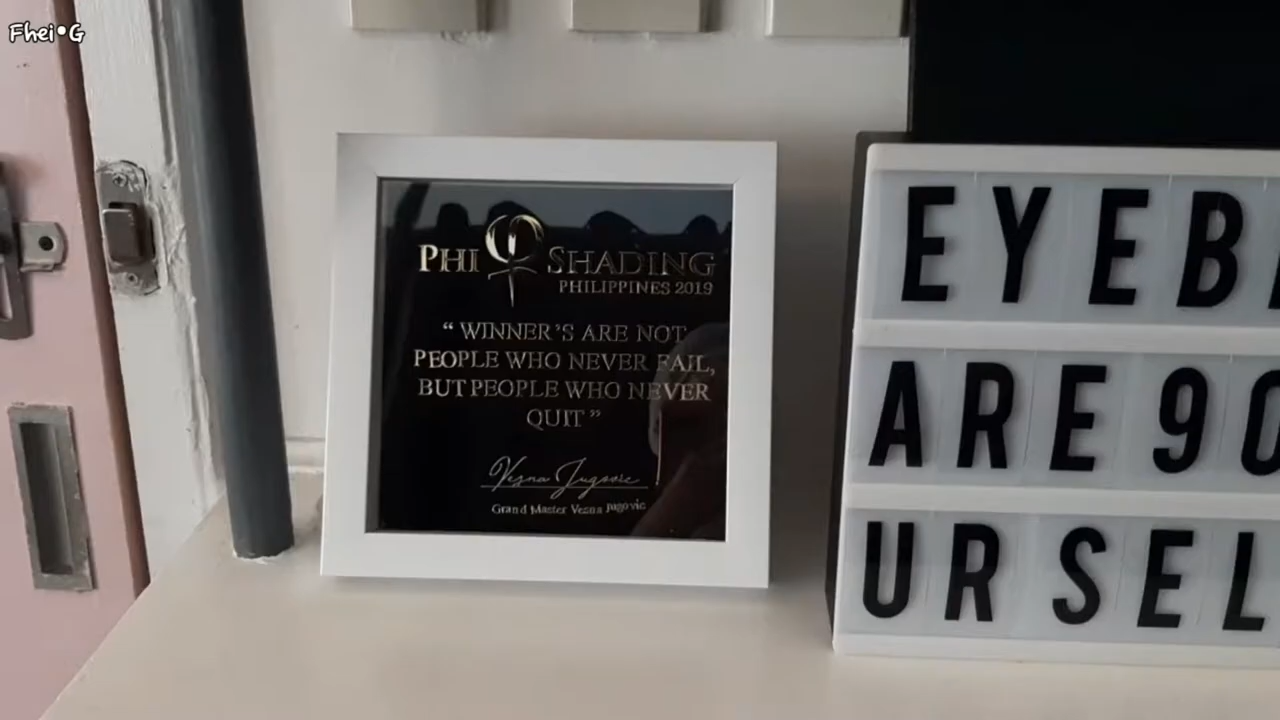 Fhei•G
PHI SHADING
PHILIPPINES 2019
“ WINNER’S ARE NOT
PEOPLE WHO NEVER FAIL,
BUT PEOPLE WHO NEVER
QUIT ”
Vesna Jugovic
Grand Master Vesna Jugovic
EYEB
ARE 90
UR SEL